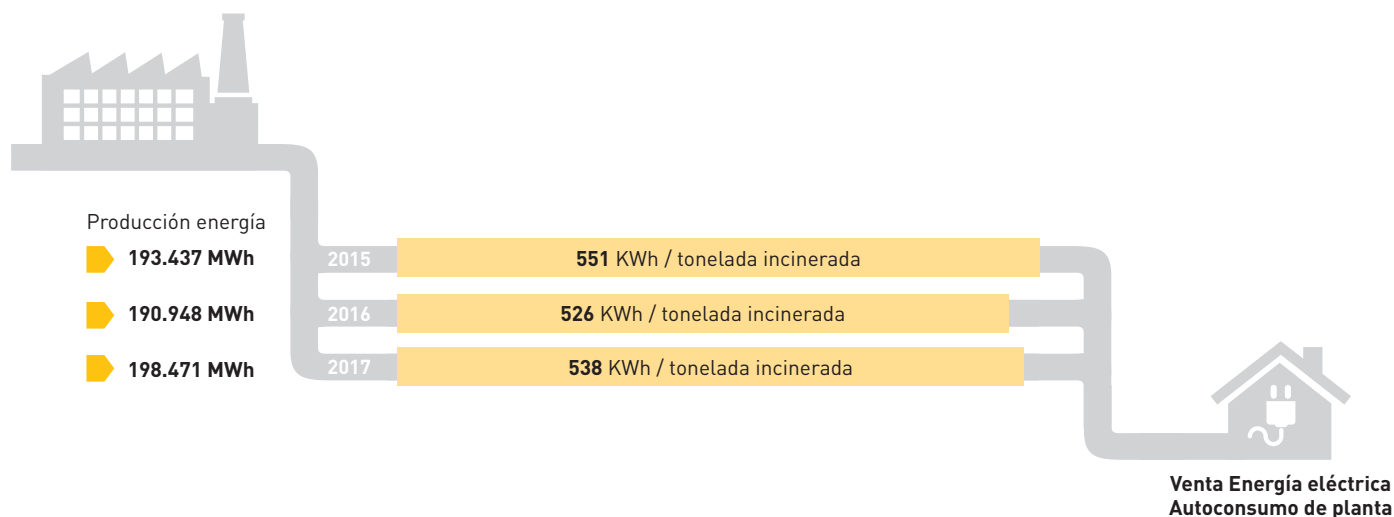 Producción energía
193.437 MWh
2015
551 KWh / tonelada incinerada
190.948 MWh
2016
526 KWh / tonelada incinerada
198.471 MWh
2017
538 KWh / tonelada incinerada
Venta Energía eléctrica
Autoconsumo de planta